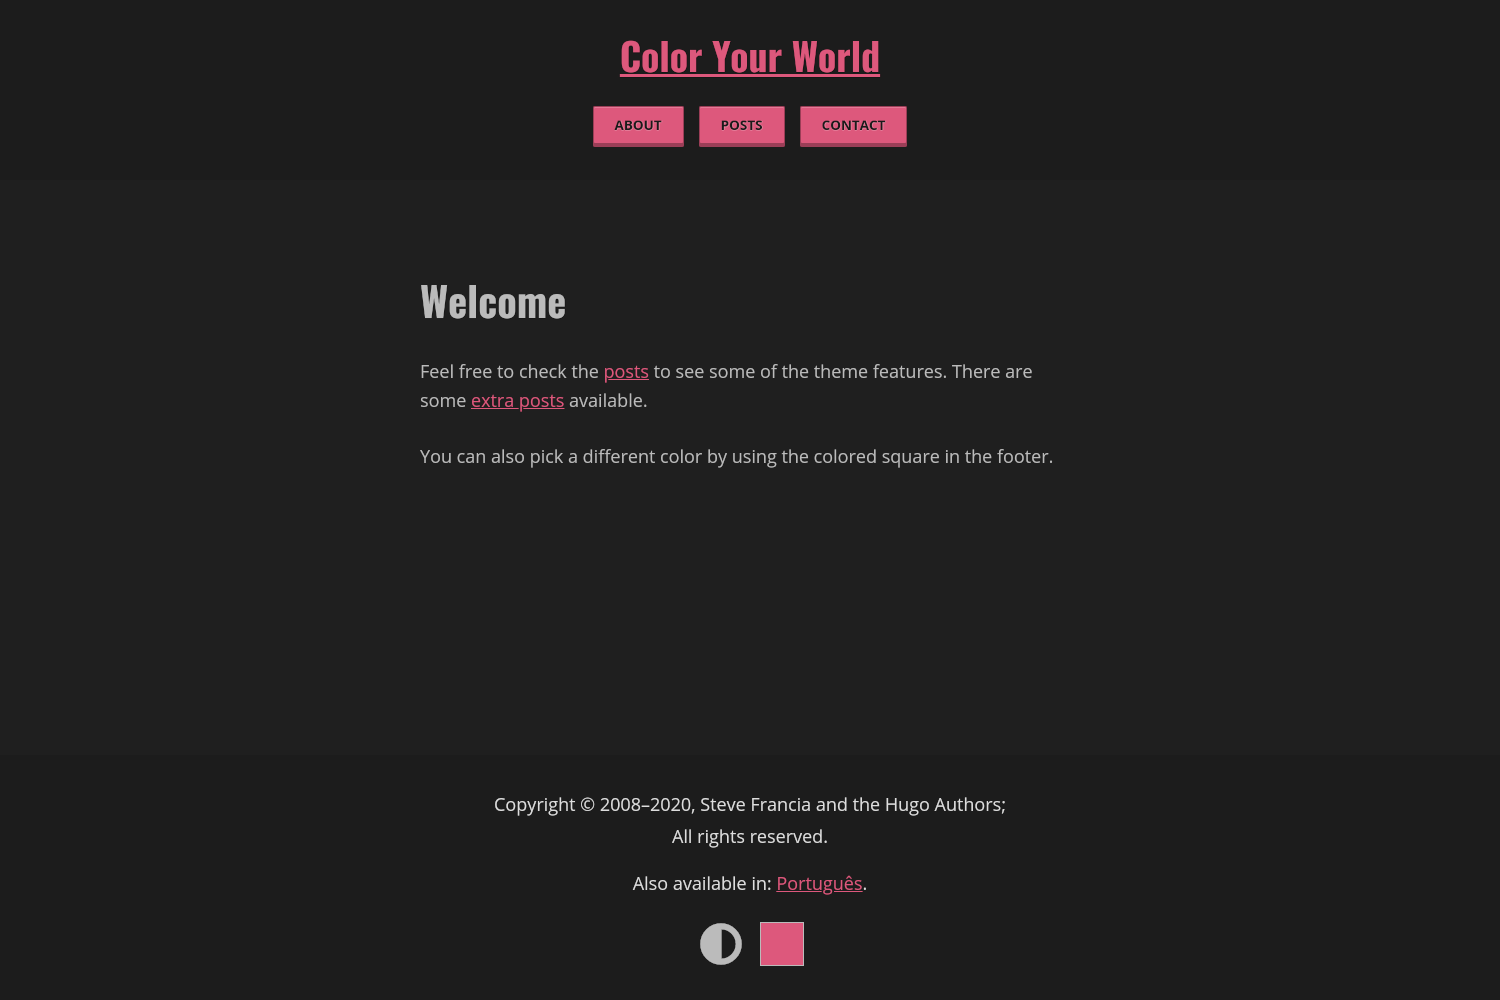 Color Your World
ABOUT POSTS CONTACT
Welcome
Feel free to check the posts to see some of the theme features. There are
some extra posts available.
You can also pick a different color by using the colored square in the footer.
Copyright © 2008–2020, Steve Francia and the Hugo Authors;
All rights reserved.
Also available in: Português.